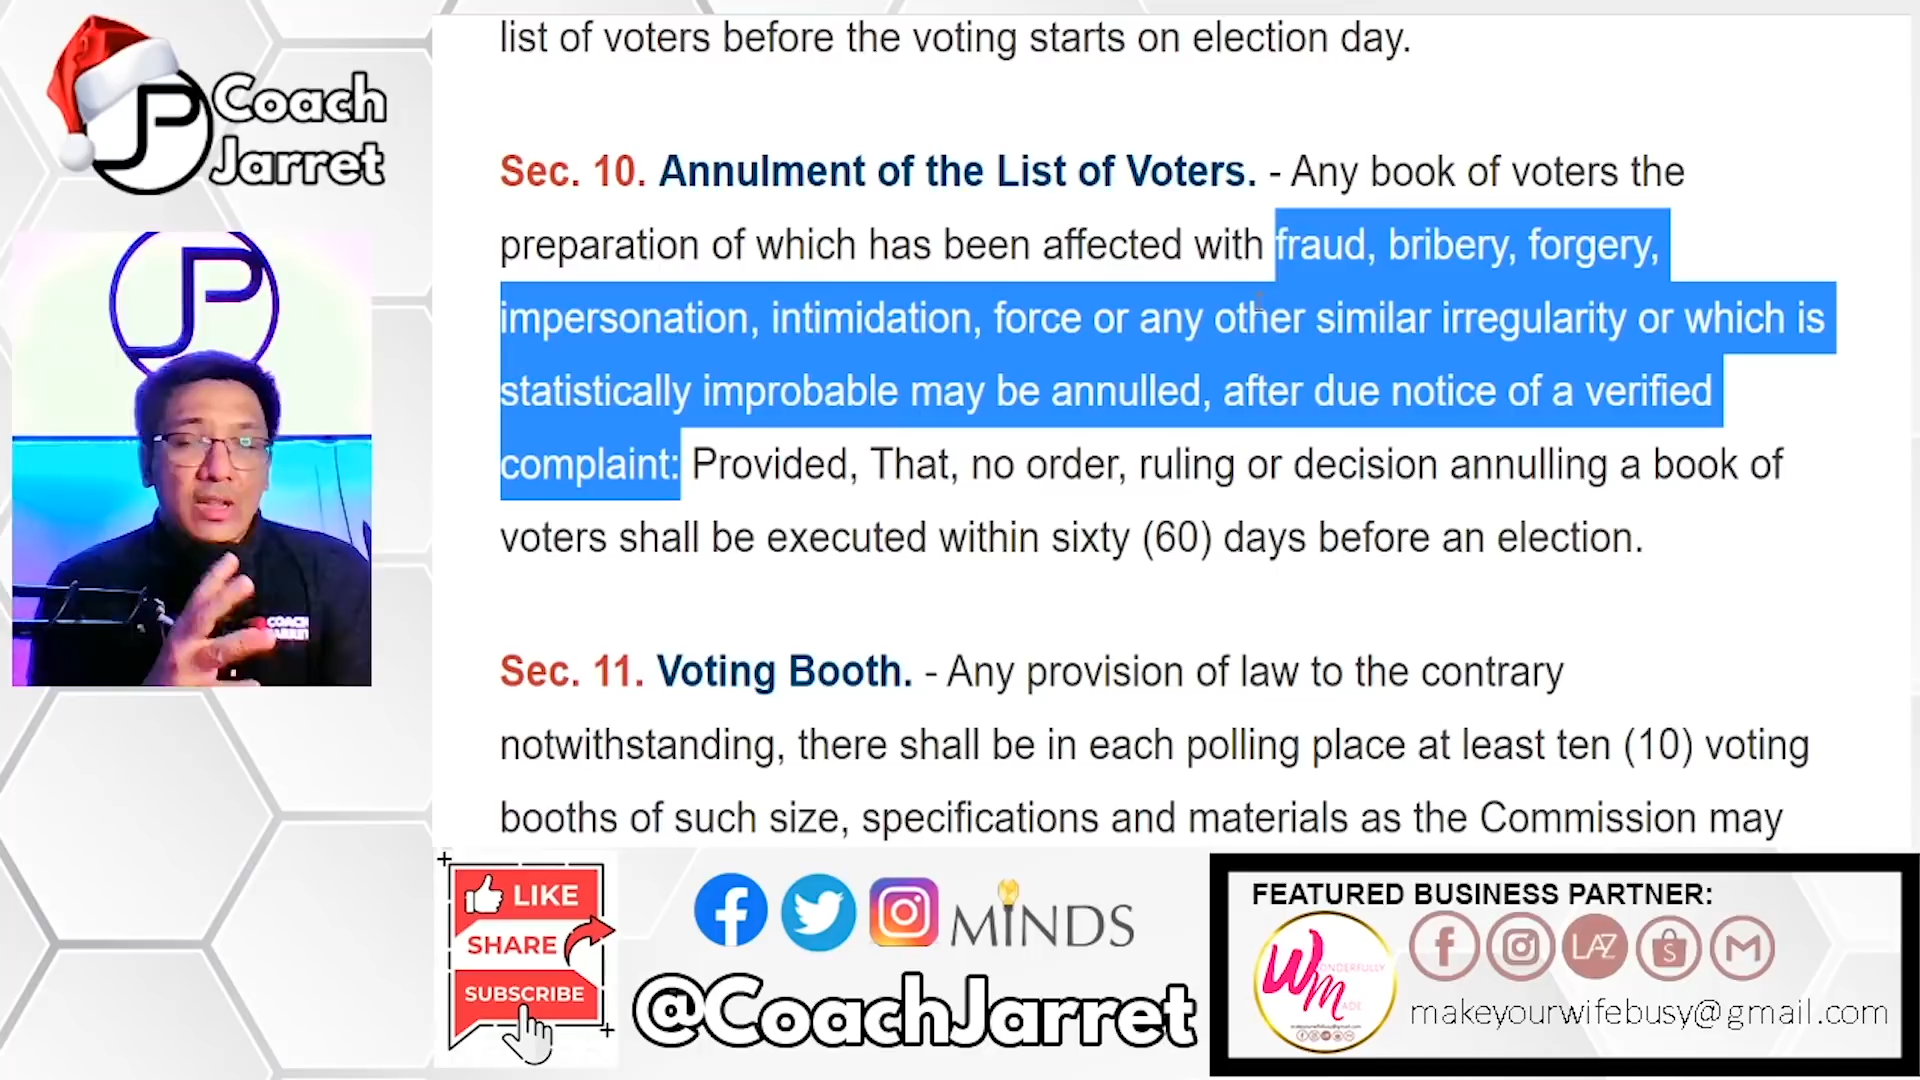 Coach
Jarret
list of voters before the voting starts on election day.
Sec. 10. Annulment of the List of Voters. - Any book of voters the
preparation of which has been affected with fraud, bribery, forgery,
impersonation, intimidation, force or any other similar irregularity or which is
statistically improbable may be annulled, after due notice of a verified
complaint: Provided, That, no order, ruling or decision annulling a book of
voters shall be executed within sixty (60) days before an election.
Sec. 11. Voting Booth. - Any provision of law to the contrary
notwithstanding, there shall be in each polling place at least ten (10) voting
booths of such size, specifications and materials as the Commission may
COACH
JARRET
LIKE
SHARE
SUBSCRIBE
MINDS
@CoachJarret
FEATURED BUSINESS PARTNER:
WM
ONDERFULLY
ADE
LAZ
makeyourwifebusy@gmail.com